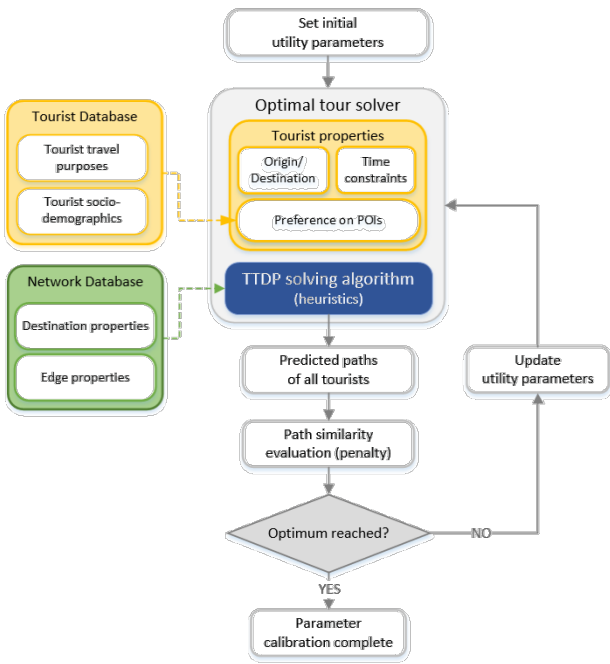 Set initial
utility parameters
Optimal tour solver
Tourist Database
Tourist travel
purposes
Tourist socio-
demographics
Tourist properties
Origin/
Destination
Time
constraints
Preference on POIs
Network Database
Destination properties
Edge properties
TTDP solving algorithm
(heuristics)
Predicted paths
of all tourists
Update
utility parameters
Path similarity
evaluation (penalty)
Optimum reached?
NO
YES
Parameter
calibration complete